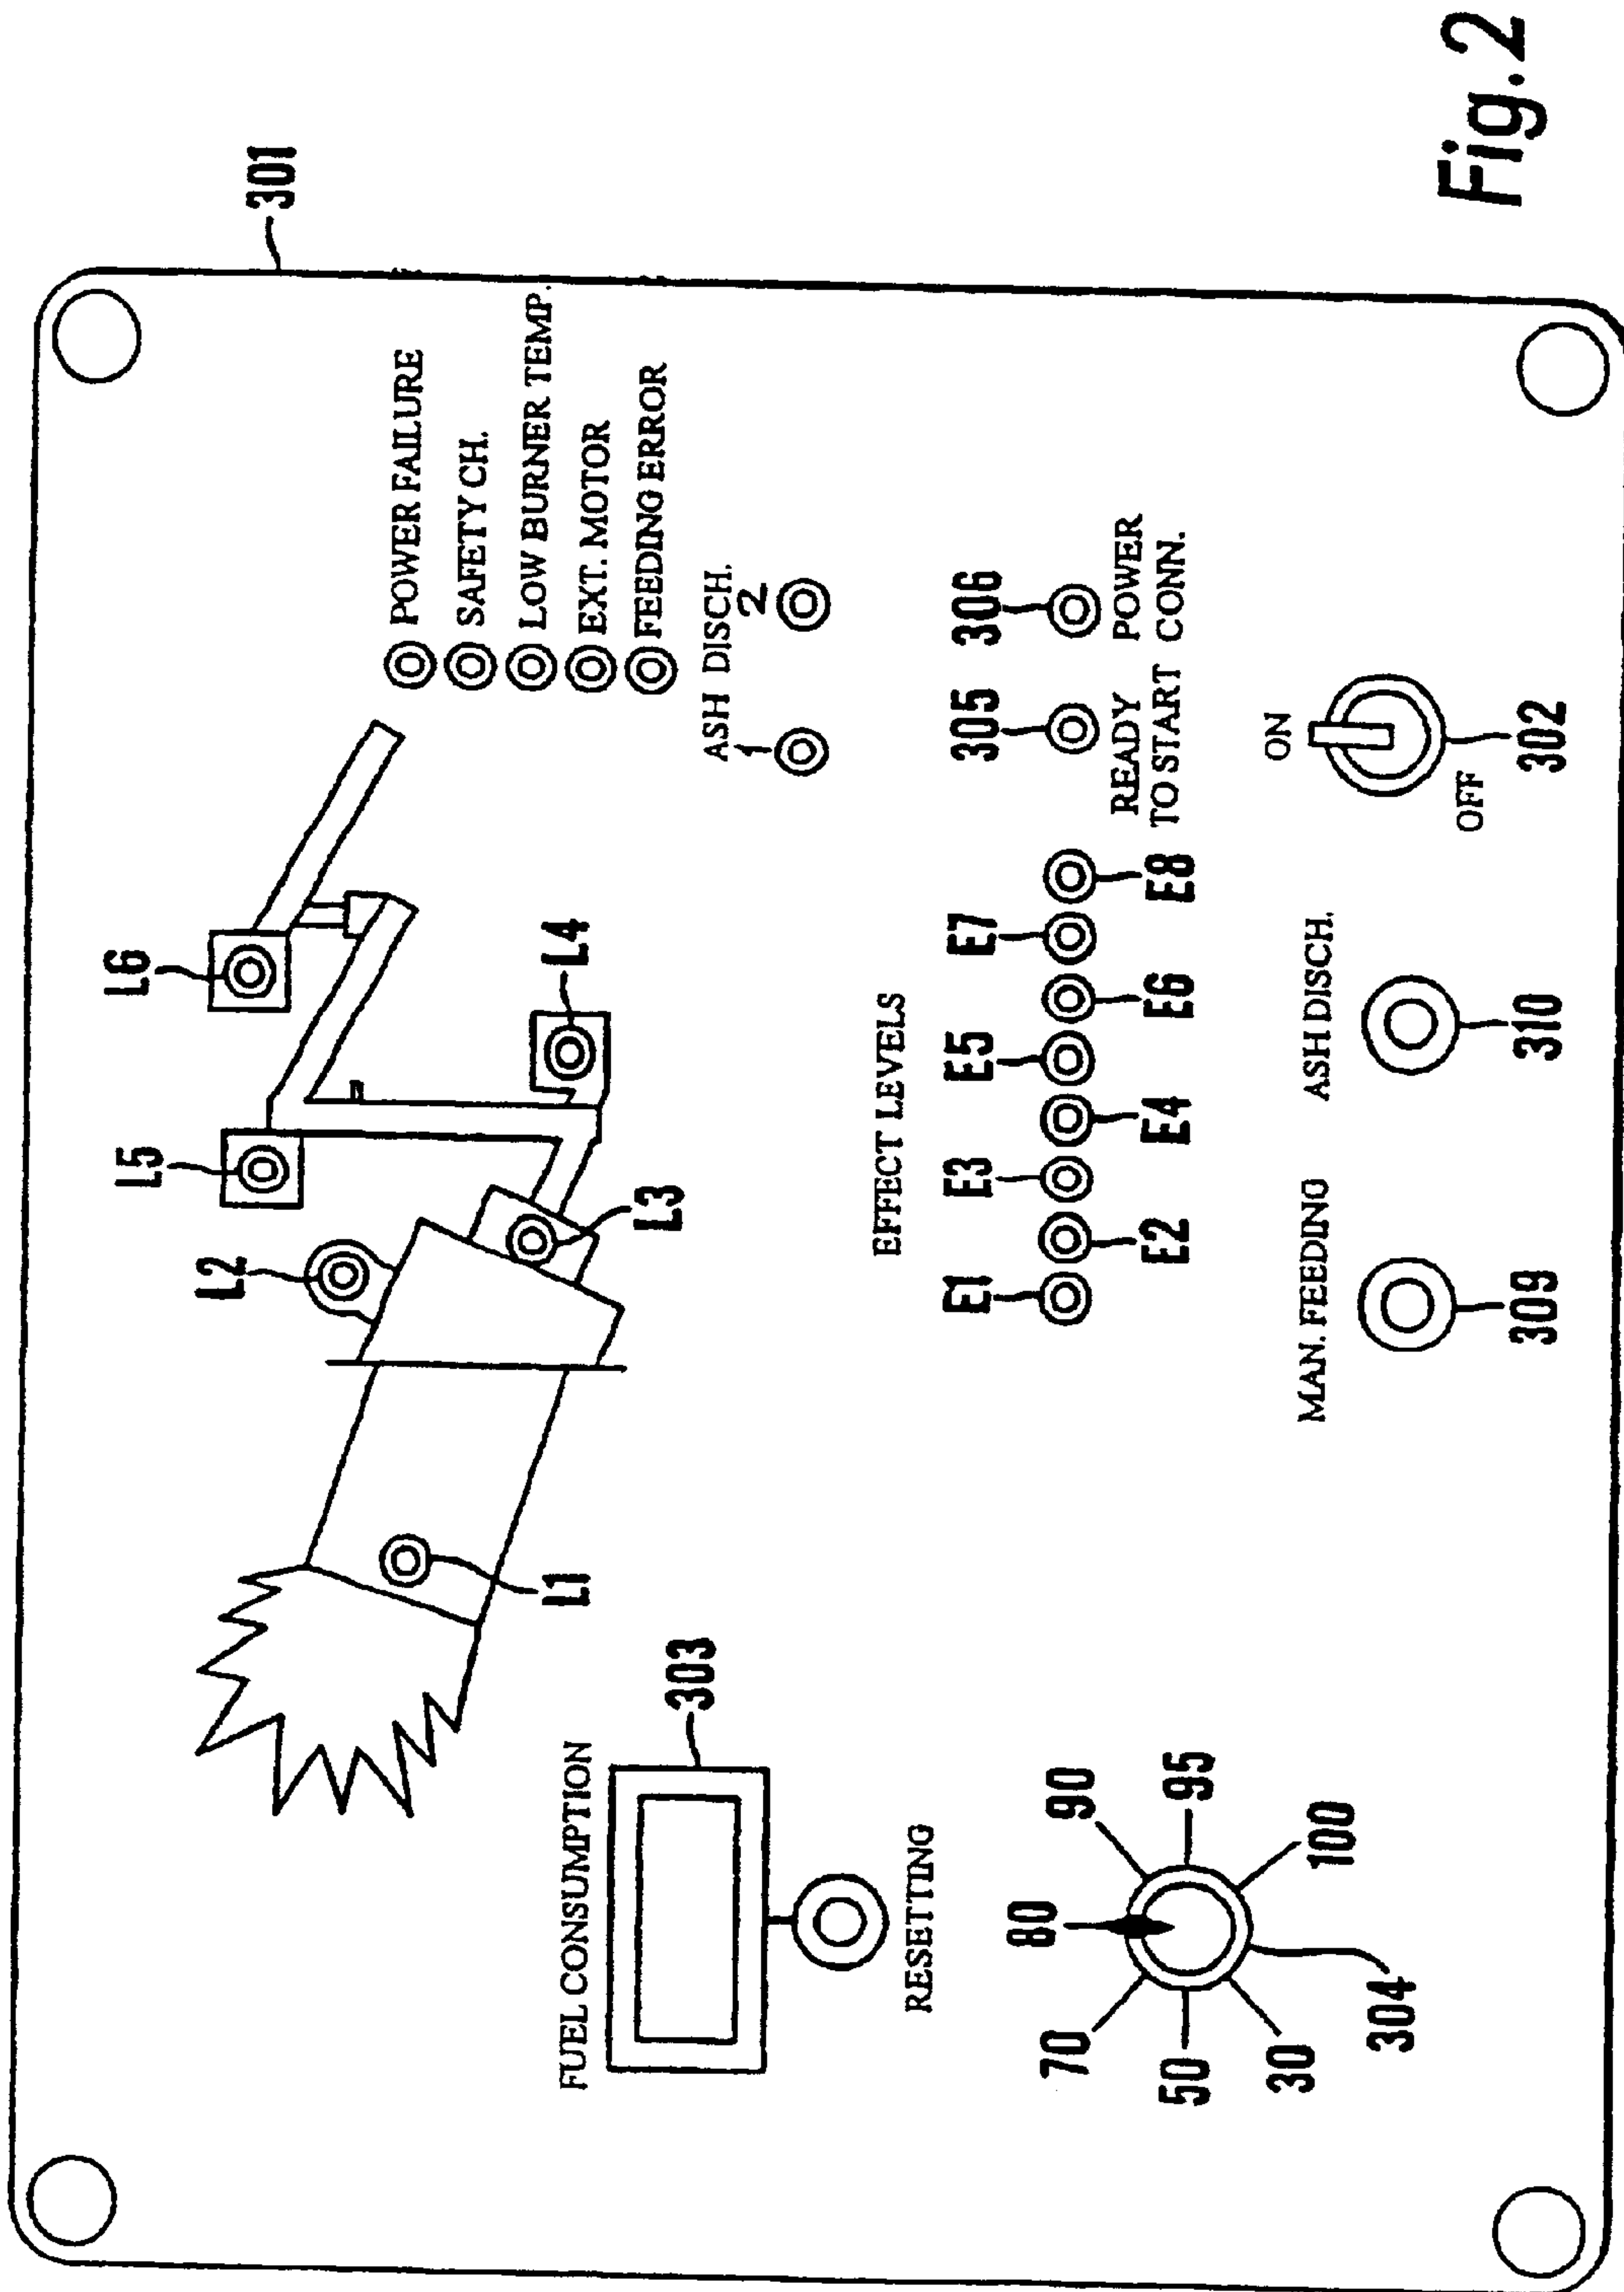 301
L6
L5
L2
L4
L3
L1
POWER FAILURE
SAFETY CH.
LOW BURNER TEMP.
EXT. MOTOR
FEEDING ERROR
ASH DISCH.
1 2
FUEL CONSUMPTION
303
RESETTING
EFFECT LEVELS
E1 E3 E5 E7
E2 E4 E6 E8
305 306
READY
TO START
POWER
CONN.
70 80 90
50 95
30 100
304
MAN. FEEDING
309
ASH DISCH.
310
ON
OFF
302
Fig. 2